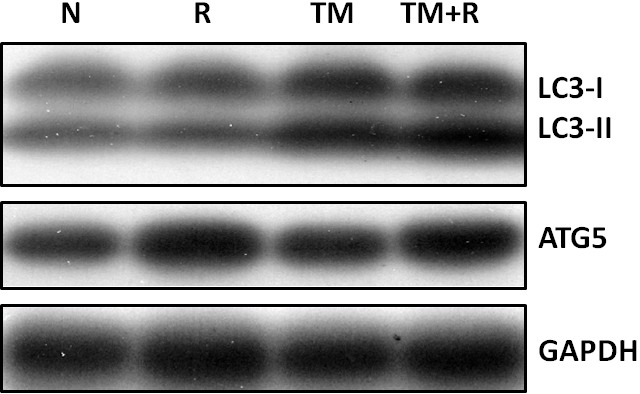 N R TM TM+R
LC3-I
LC3-II
ATG5
GAPDH